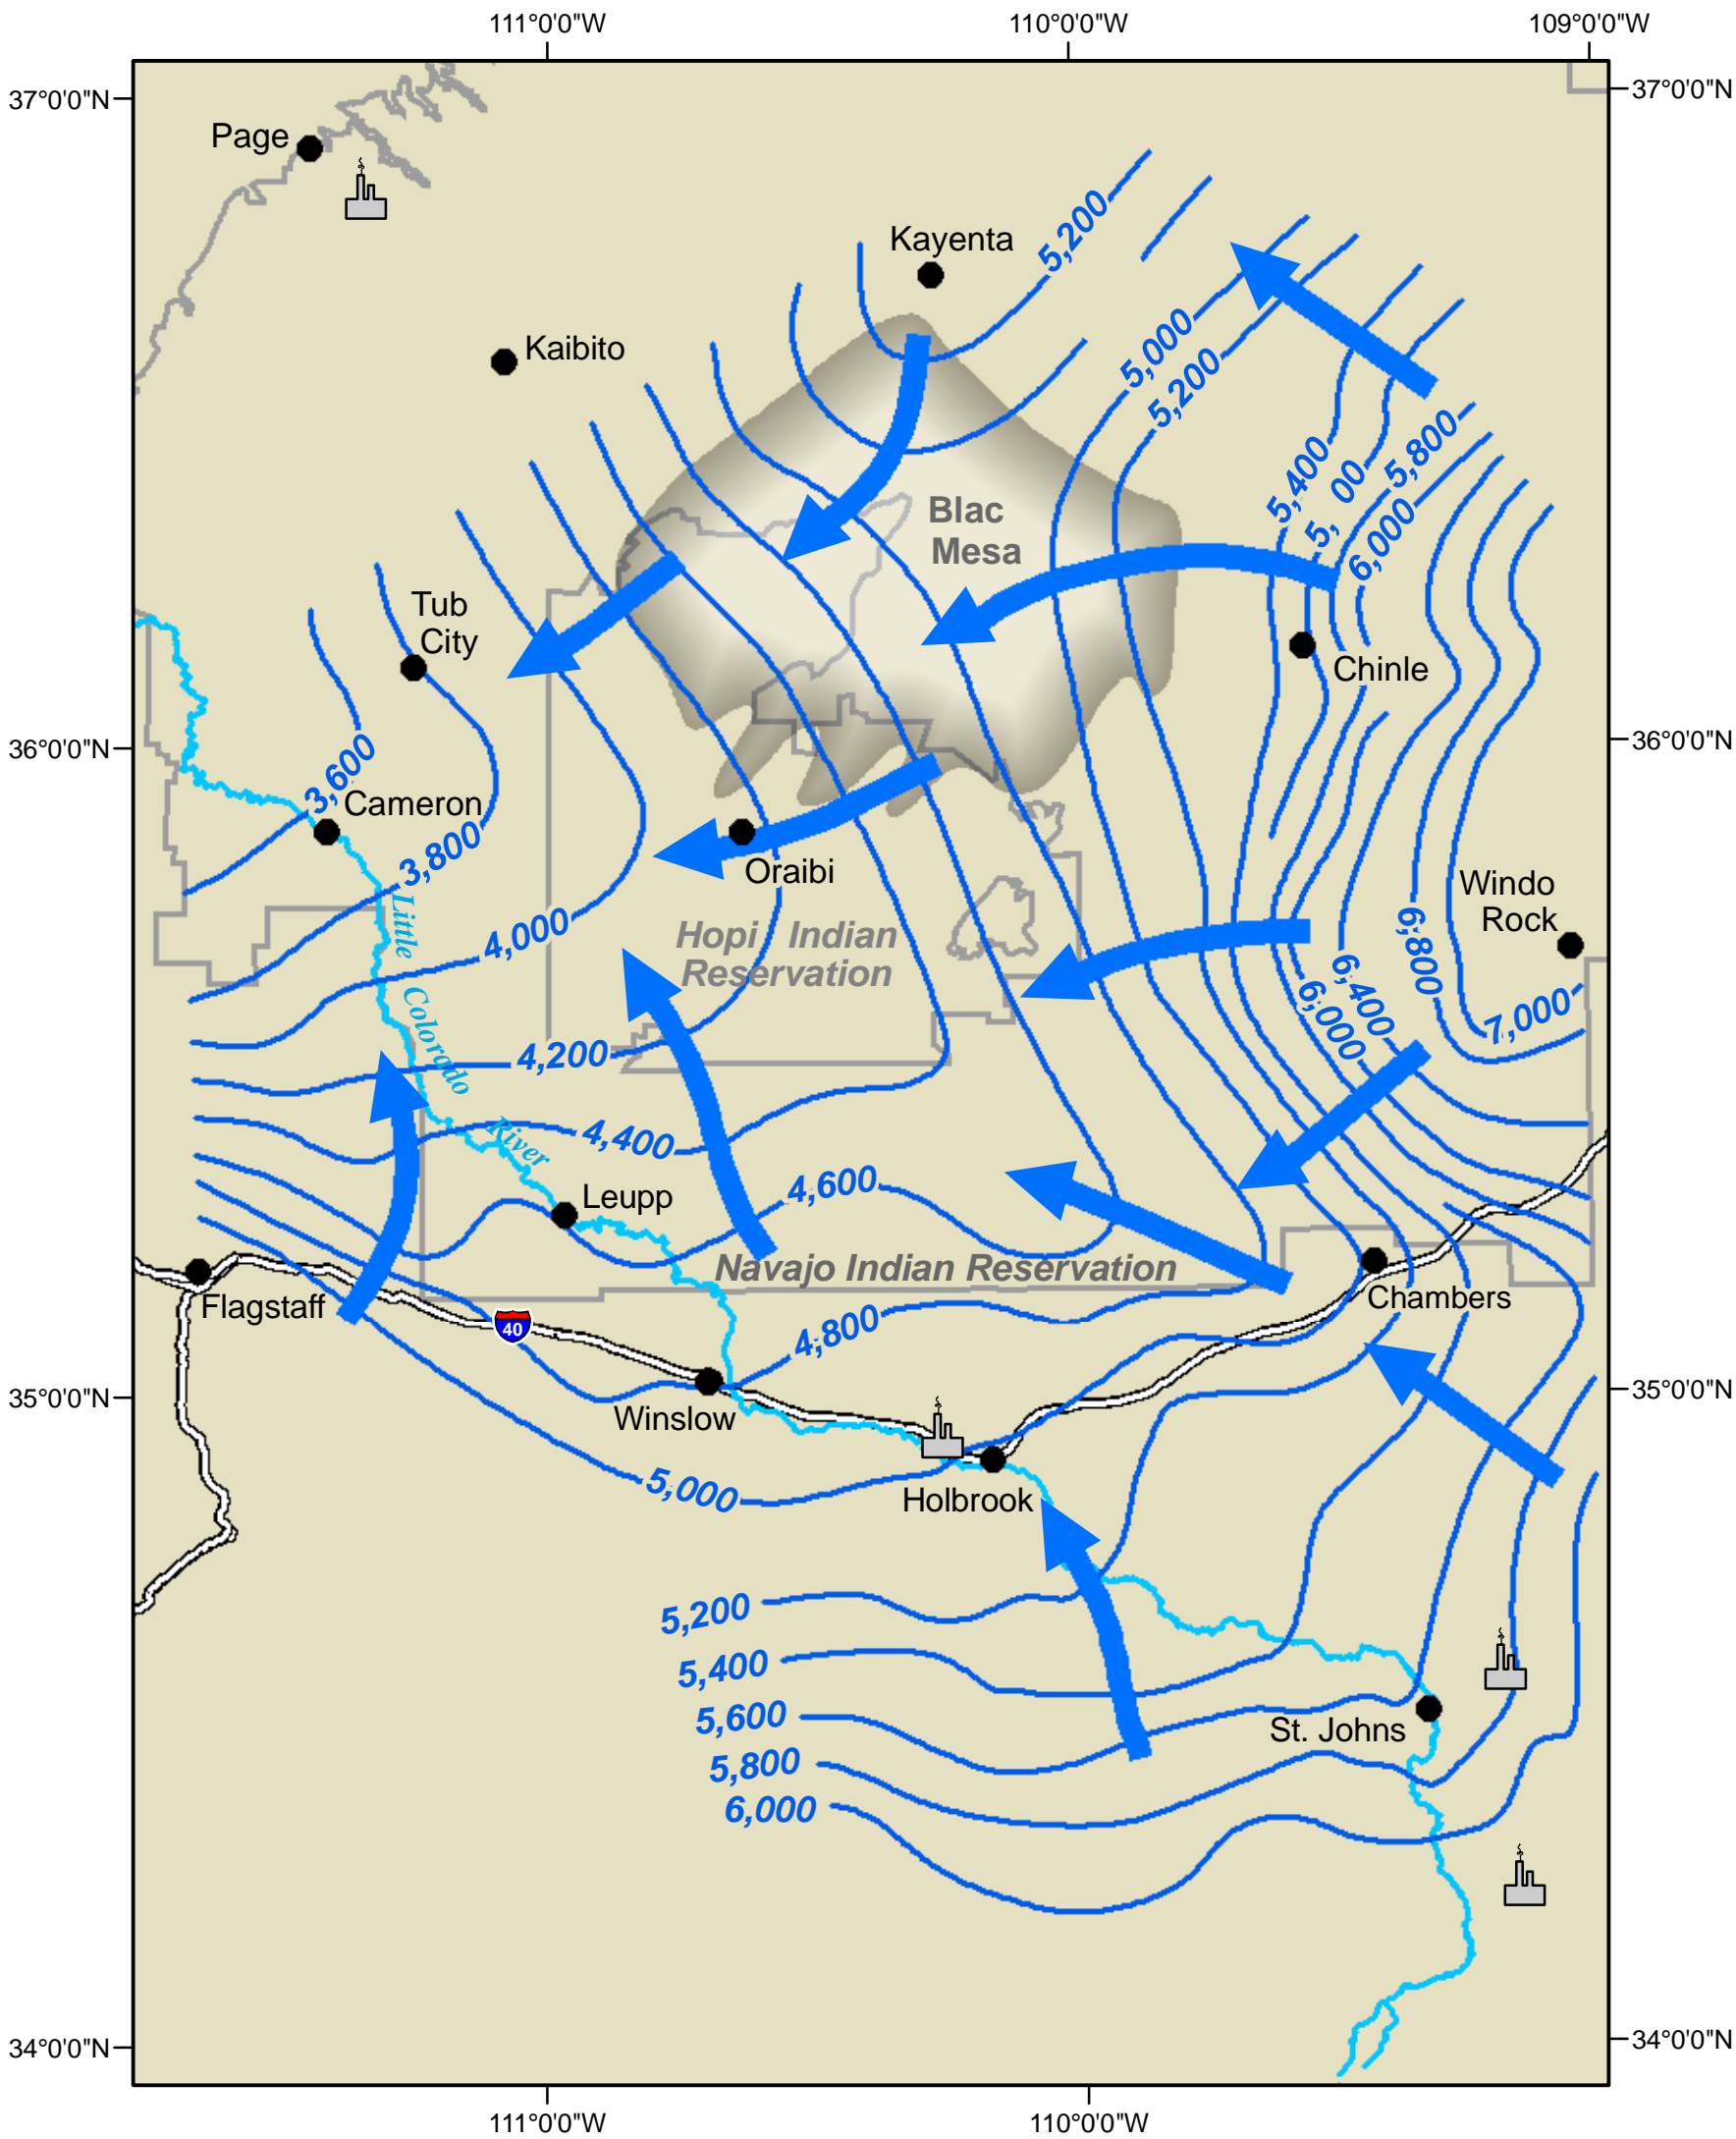 111°0'0"W
110°0'0"W
109°0'0"W
37°0'0"N
37°0'0"N
Page
Kayenta
5,200
Kaibito
5,000
5,200
5,400
5, 00
5,800
6,000
Blac
Mesa
Tub
City
Chinle
36°0'0"N
36°0'0"N
3,600
Cameron
3,800
Oraibi
Windo
Rock
Little
Colorado
River
4,000
Hopi Indian
Reservation
6,800
6,400
6,000
7,000
4,200
4,400
4,600
Leupp
Navajo Indian Reservation
Flagstaff
40
4,800
Chambers
35°0'0"N
35°0'0"N
Winslow
5,000
Holbrook
5,200
5,400
5,600
5,800
6,000
St. Johns
34°0'0"N
34°0'0"N
111°0'0"W
110°0'0"W